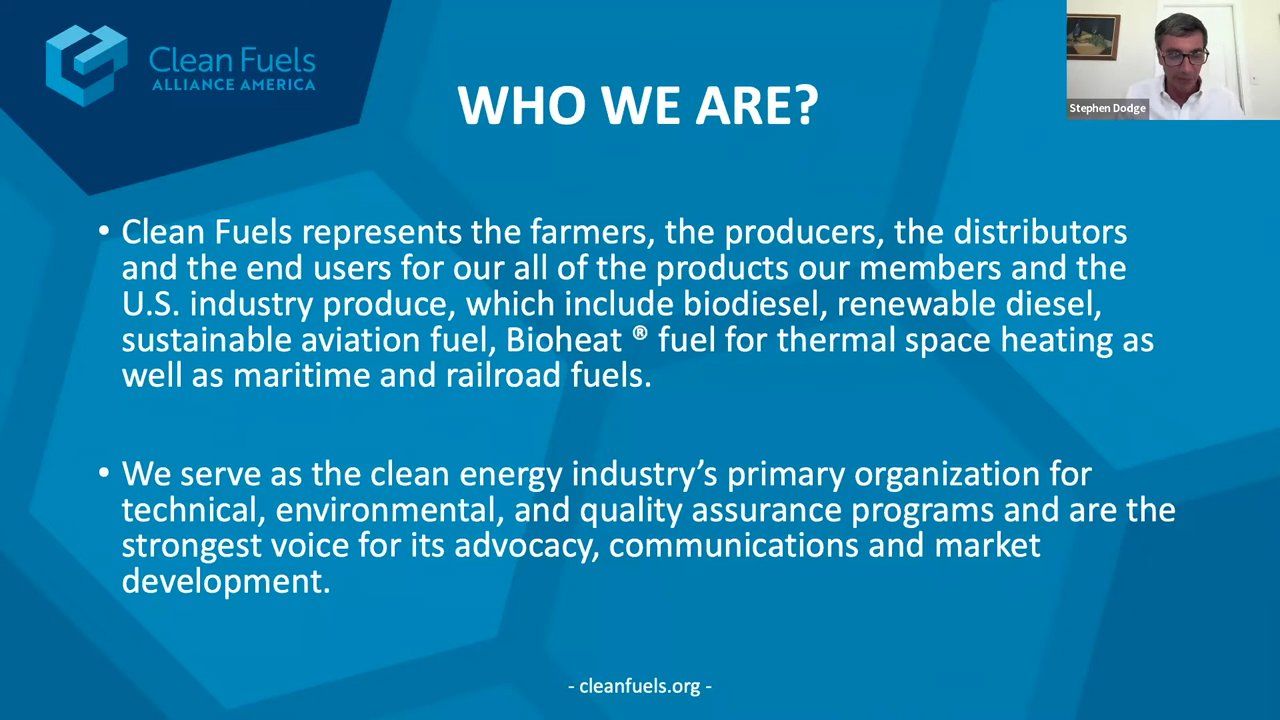 Clean Fuels
ALLIANCE AMERICA
WHO WE ARE?
Stephen Dodge
• Clean Fuels represents the farmers, the producers, the distributors
and the end users for our all of the products our members and the
U.S. industry produce, which include biodiesel, renewable diesel,
sustainable aviation fuel, Bioheat ® fuel for thermal space heating as
well as maritime and railroad fuels.
• We serve as the clean energy industry’s primary organization for
technical, environmental, and quality assurance programs and are the
strongest voice for its advocacy, communications and market
development.
- cleanfuels.org -